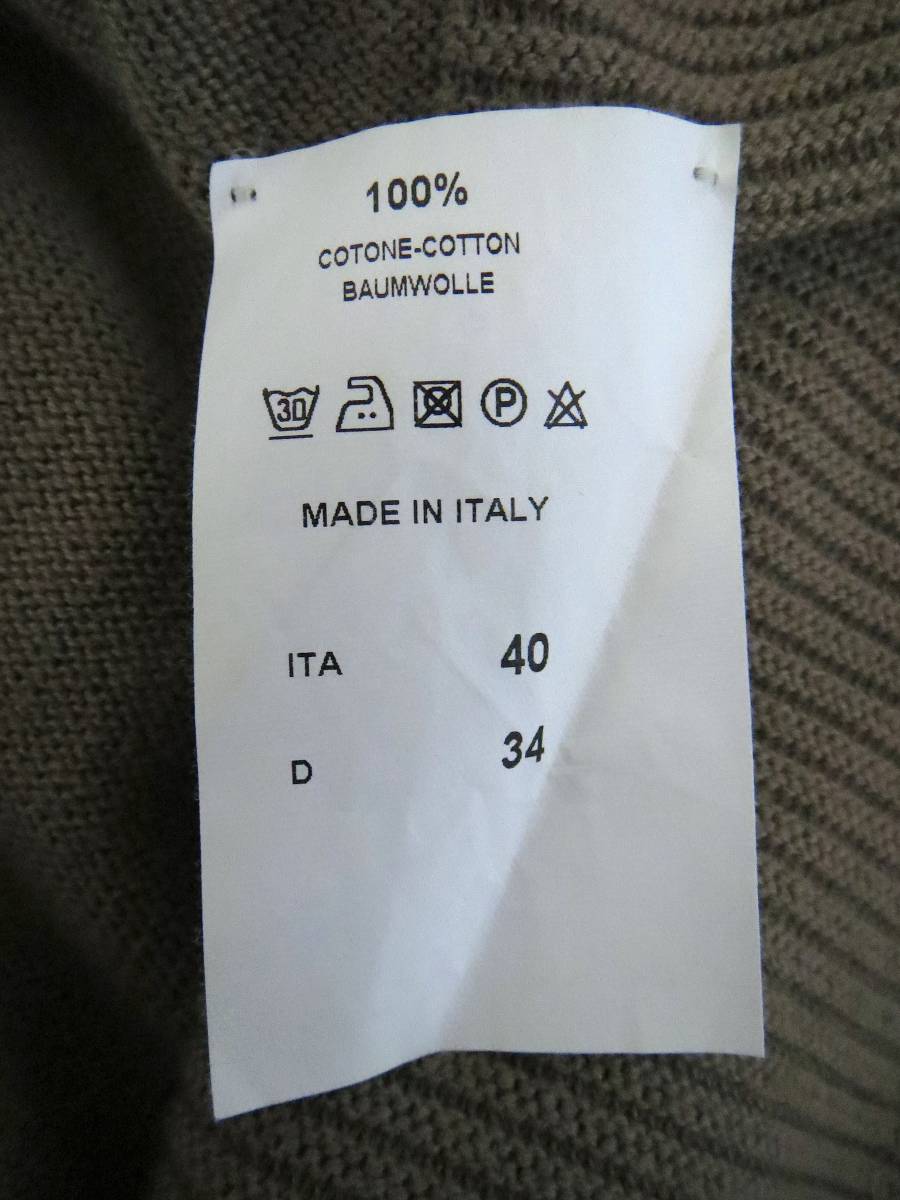 100%
COTONE-COTTON
BAUMWOLLE
30 P
MADE IN ITALY
ITA 40
D 34